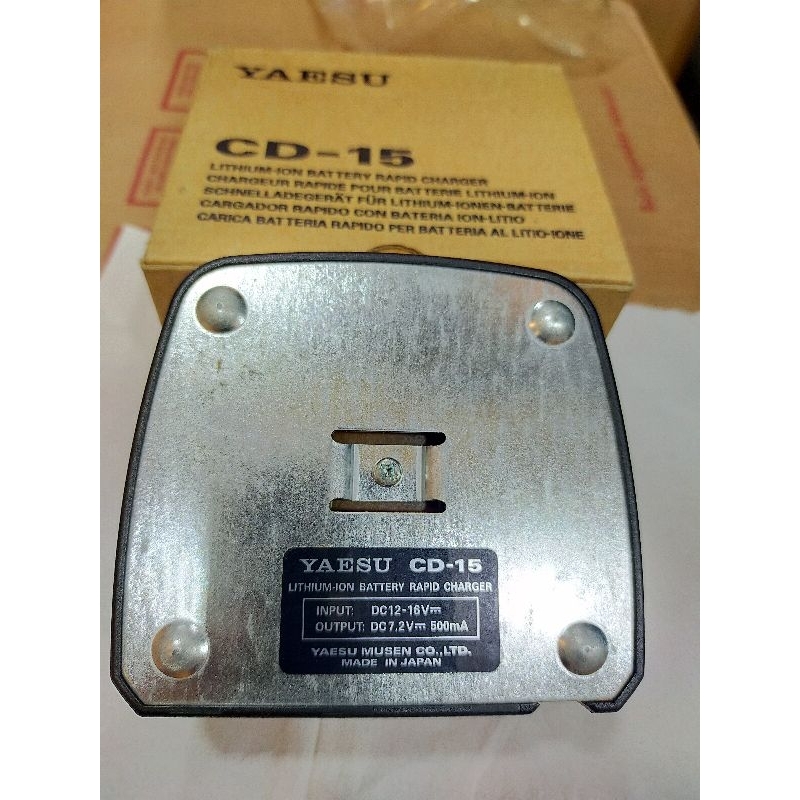 YAESU
CD-15
LITHIUM-ION BATTERY RAPID CHARGER
CHARGEUR RAPIDE POUR BATTERIE LITHIUM-ION
SCHNELLADEGERÄT FÜR LITHIUM-IONEN-BATTERIE
CARGADOR RAPIDO CON BATERIA ION-LITIO
CARICA BATTERIA RAPIDO PER BATTERIA AL LITIO-IONE
YAESU CD-15
LITHIUM-ION BATTERY RAPID CHARGER
INPUT: DC12-16V⎓
OUTPUT: DC7.2V⎓ 500mA
YAESU MUSEN CO.,LTD.
MADE IN JAPAN